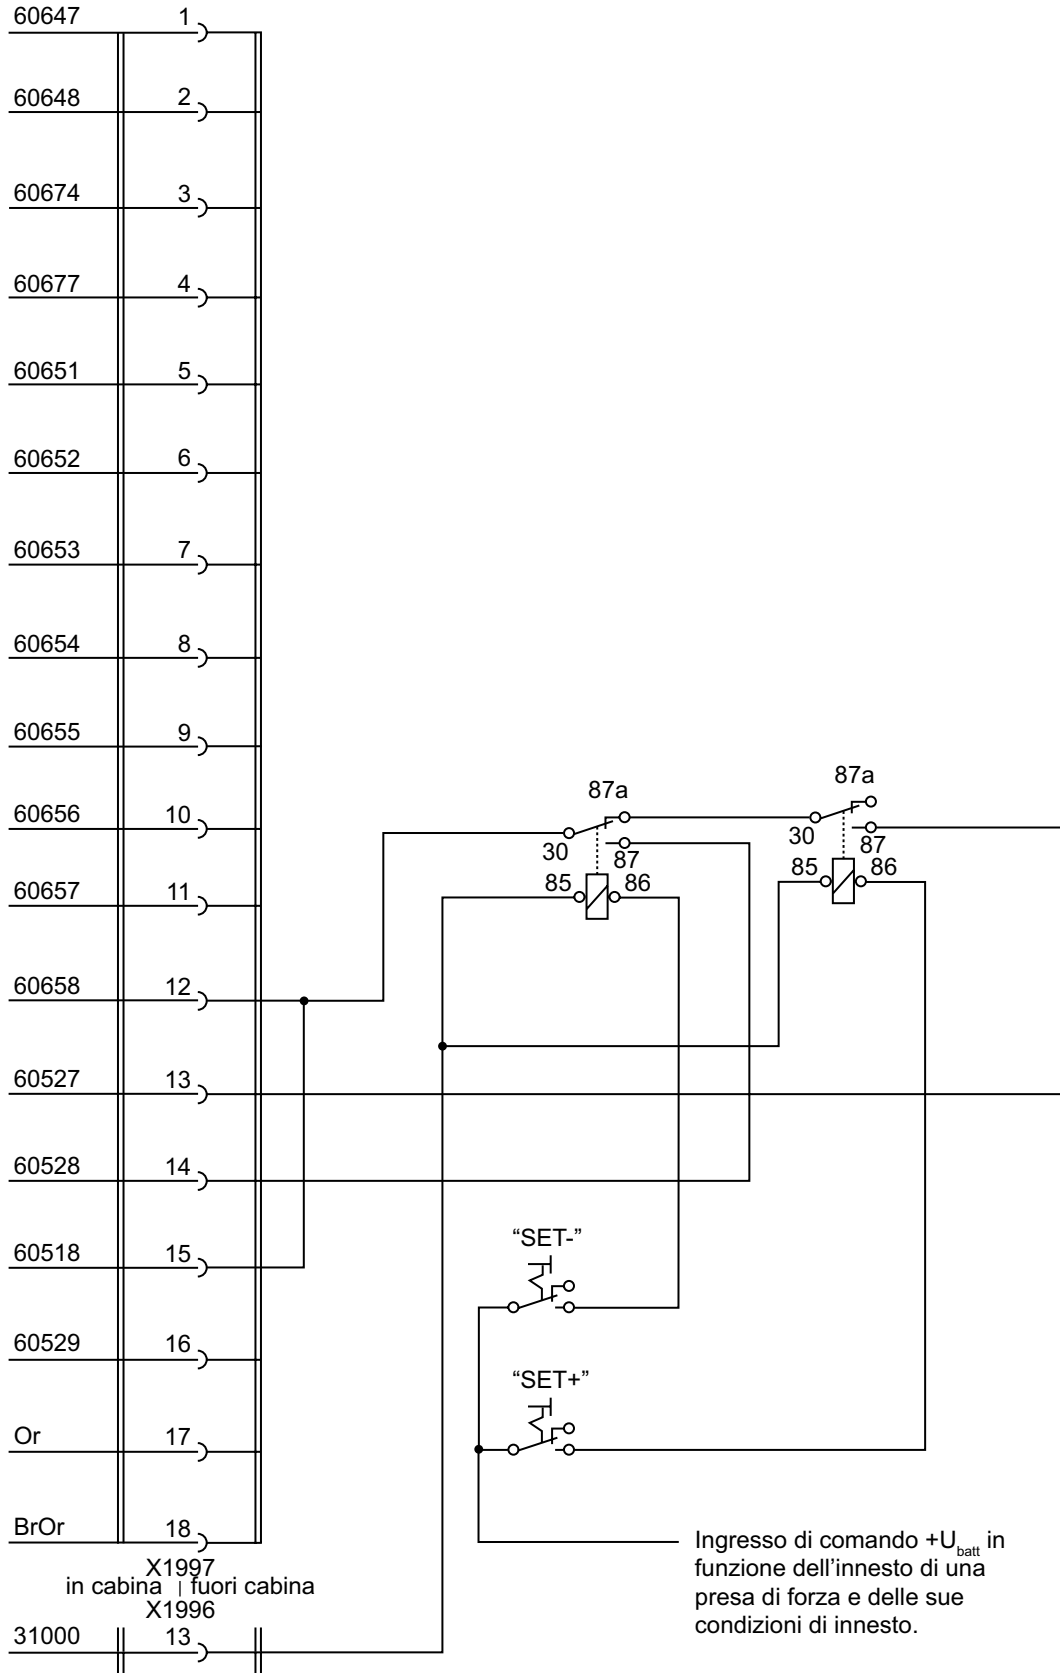 60647 1
60648 2
60674 3
60677 4
60651 5
60652 6
60653 7
60654 8
60655 9
87a
87a
60656 10
30
87
30
87
85
86
85
86
60657 11
60658 12
60527 13
60528 14
“SET-”
60518 15
60529 16
“SET+”
Or 17
BrOr 18
X1997
in cabina | fuori cabina
X1996
31000 13
Ingresso di comando +Ubatt in
funzione dell’innesto di una
presa di forza e delle sue
condizioni di innesto.